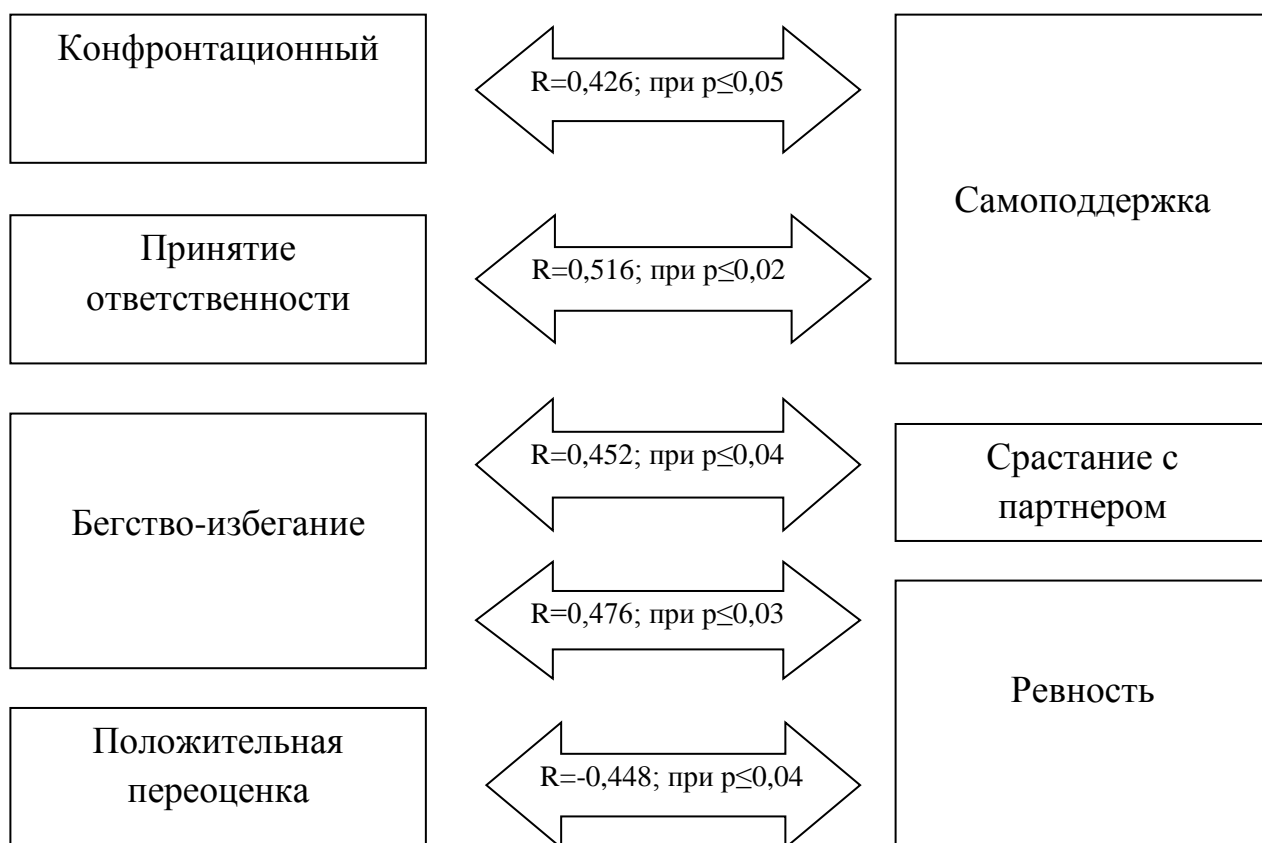 Конфронтационный
R=0,426; при p≤0,05
Самоподдержка
Принятие
ответственности
R=0,516; при p≤0,02
Бегство-избегание
R=0,452; при p≤0,04
Срастание с
партнером
R=0,476; при p≤0,03
Ревность
Положительная
переоценка
R=-0,448; при p≤0,04